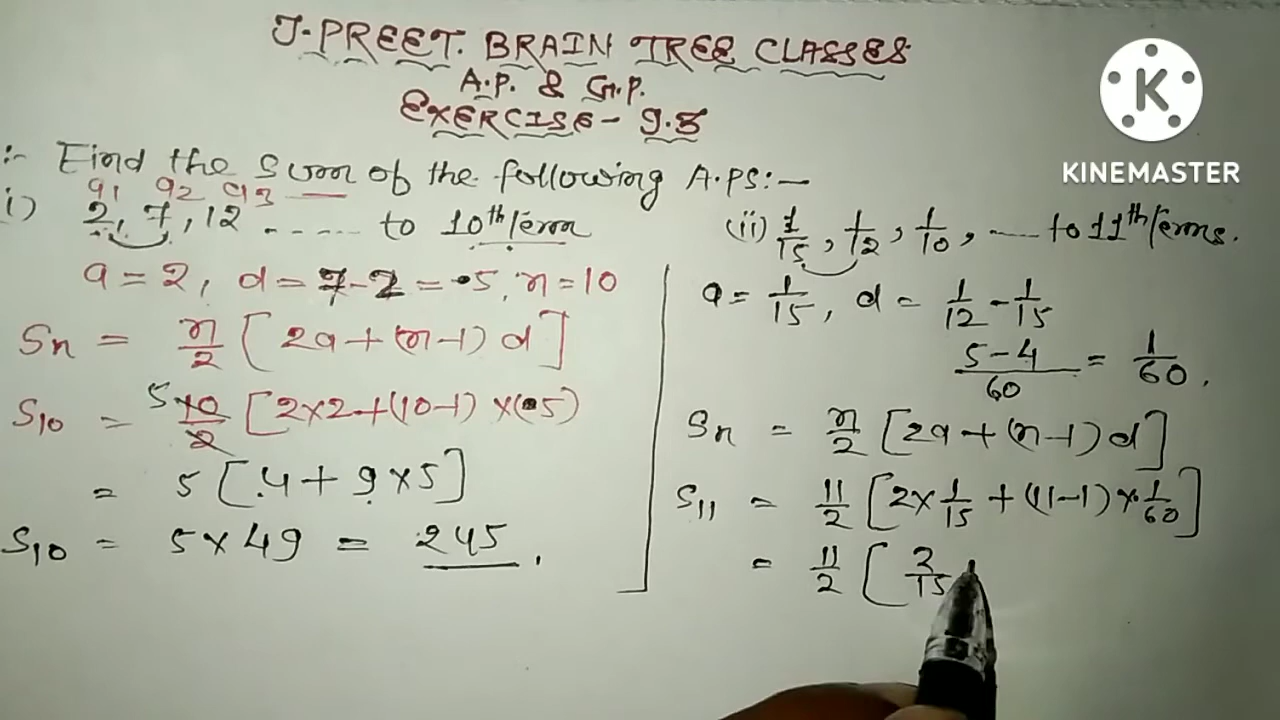 J.PREET. BRAIN TREE CLASSES
A.P. & G.P.
EXERCISE - 9.3
K
KINEMASTER
:- Find the Sum of the following A.Ps:-
a1 a2 a3 —
i) 2, 7, 12 ...... to 10th term
a = 2, d = 7-2 = 5, n = 10
Sn = n/2 [2a + (n-1) d]
S10 = 5 10/2 [2×2+(10-1)×(5)]
= 5 [4 + 9×5]
S10 = 5 × 49 = 245.
(ii) 1/15, 1/12, 1/10, ..... to 11th terms.
a = 1/15, d = 1/12 - 1/15
5-4/60 = 1/60.
Sn = n/2 [2a + (n-1) d]
S11 = 11/2 [2× 1/15 + (11-1) × 1/60]
= 11/2 [ 2/15